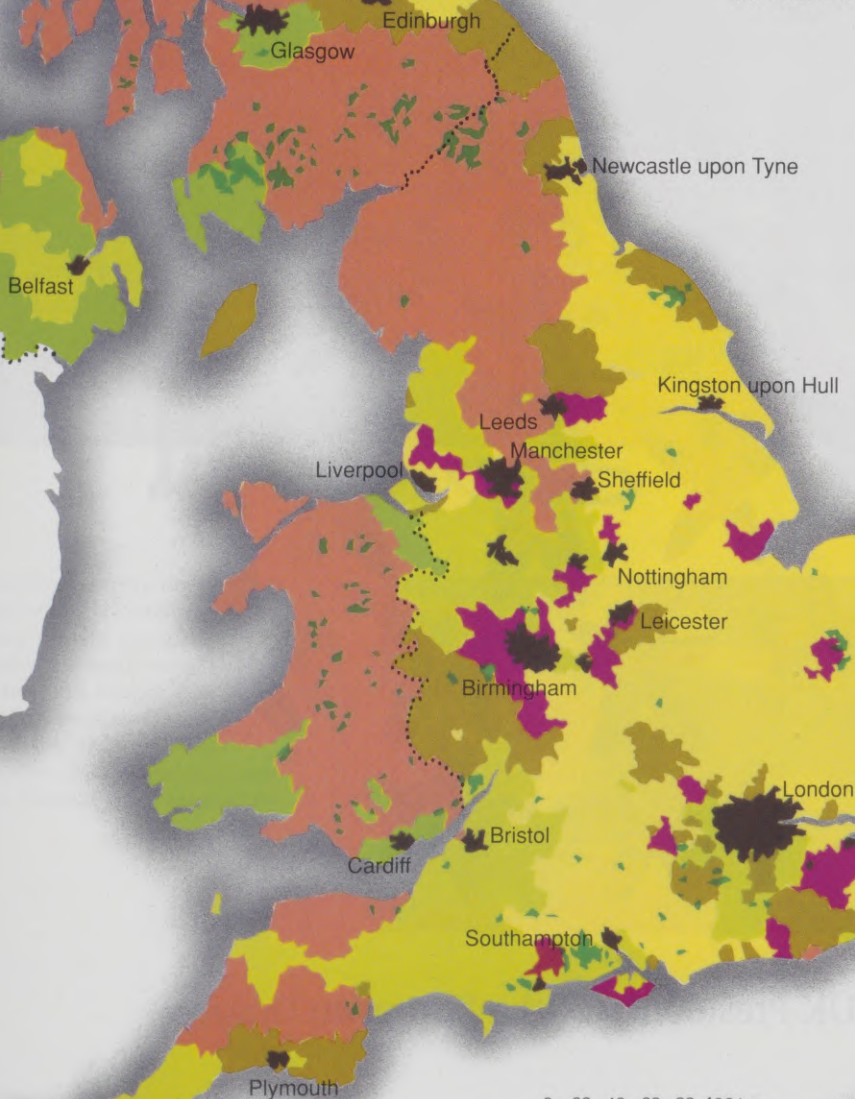 Edinburgh
Glasgow
Newcastle upon Tyne
Belfast
Kingston upon Hull
Leeds
Manchester
Liverpool
Sheffield
Nottingham
Leicester
Birmingham
London
Bristol
Cardiff
Southampton
Plymouth